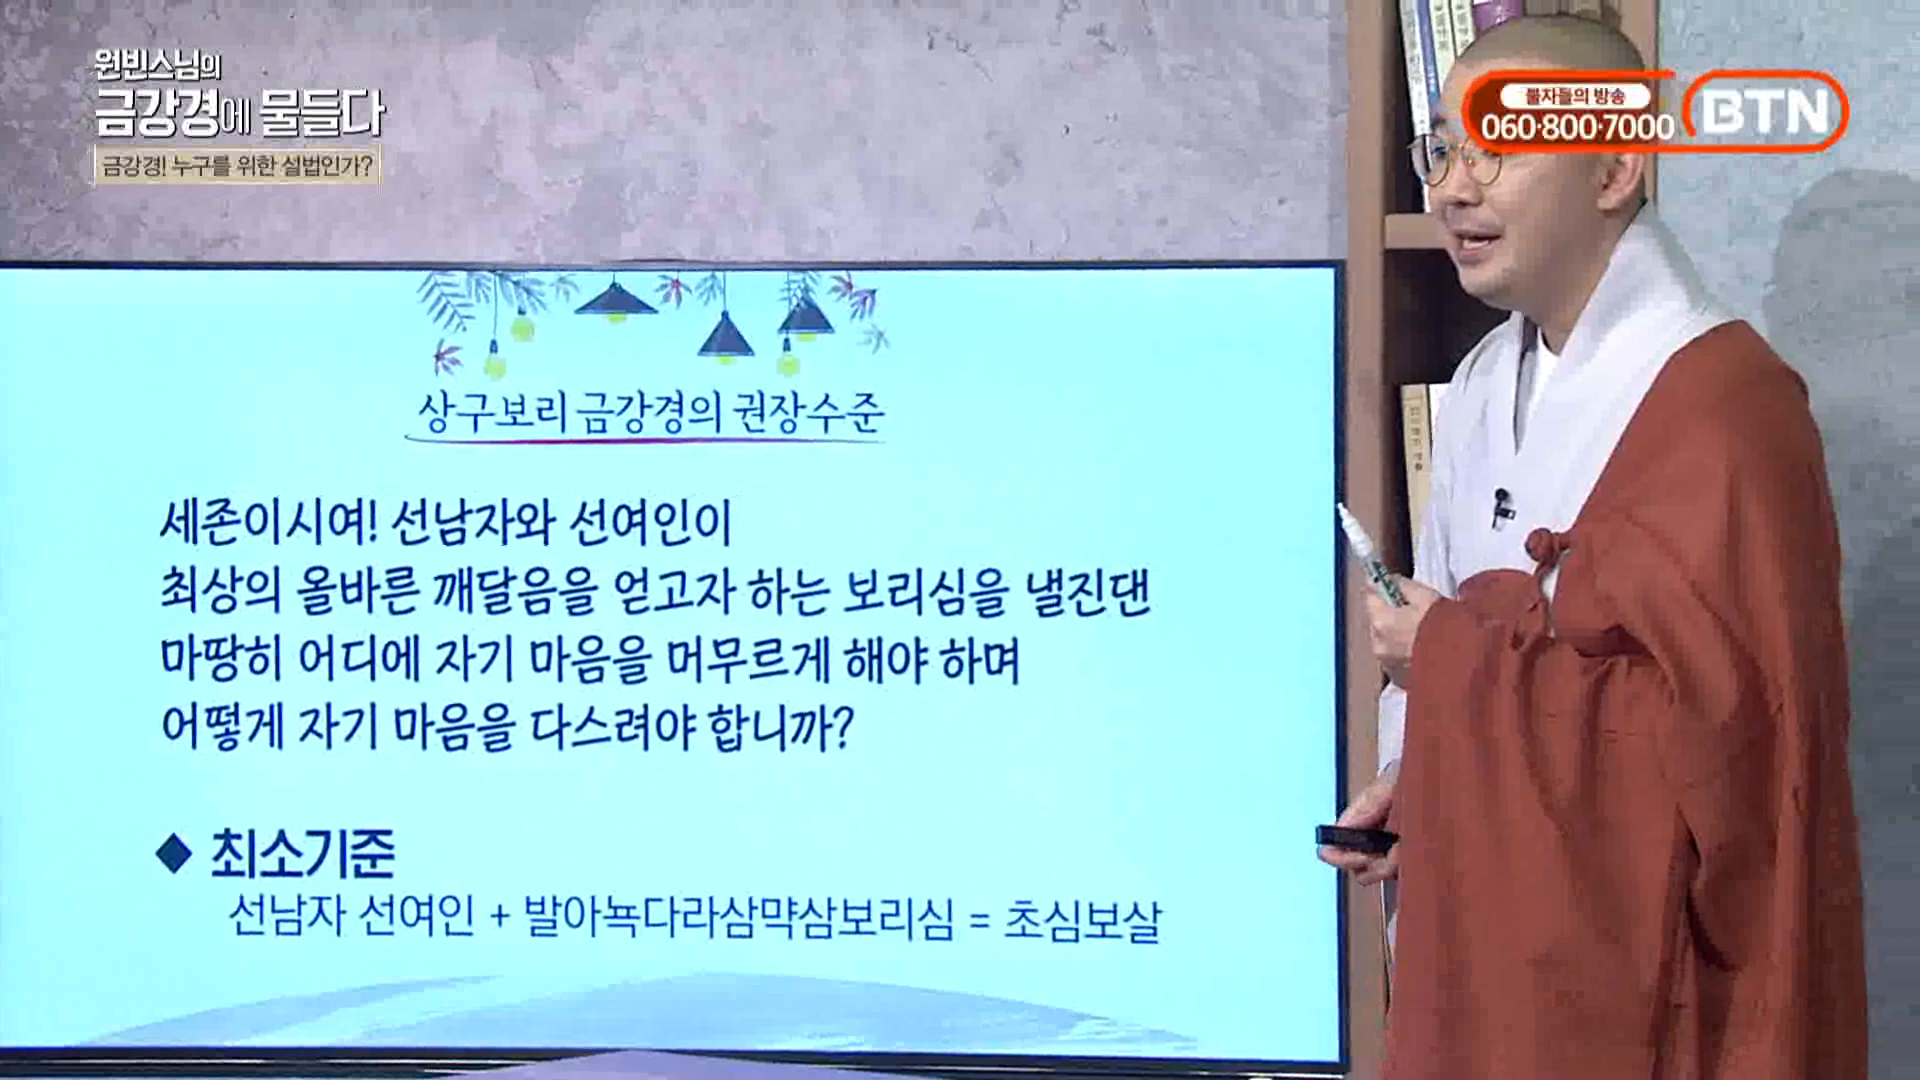 원빈스님의
금강경에 물들다
금강경! 누구를 위한 설법인가?
불자들의 방송
060·800·7000
BTN
상구보리 금강경의 권장수준
세존이시여! 선남자와 선여인이
최상의 올바른 깨달음을 얻고자 하는 보리심을 낼진댄
마땅히 어디에 자기 마음을 머무르게 해야 하며
어떻게 자기 마음을 다스려야 합니까?
◆ 최소기준
선남자 선여인 + 발아뇩다라삼먁삼보리심 = 초심보살